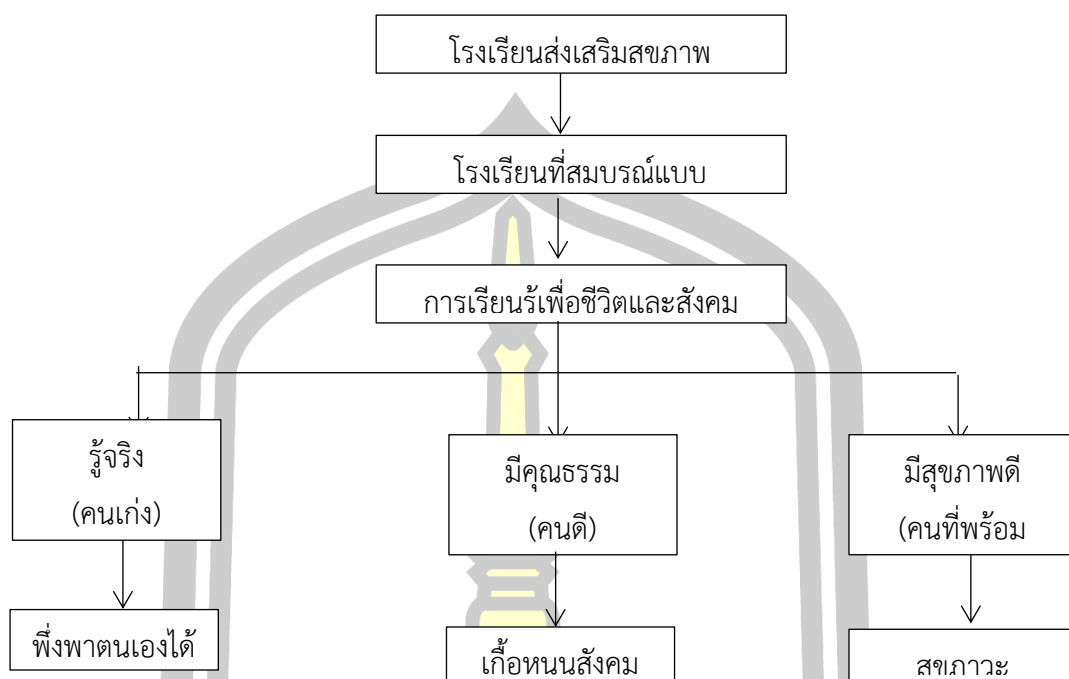 โรงเรียนส่งเสริมสขภาพ
โรงเรียนที่สมบรณ์แบบ
การเรียนร้เพื่อชีวิตและสังคม
รู้จริง
(คนเก่ง)
มีคุณธรรม
(คนดี)
มีสุขภาพดี
(คนที่พร้อม
พึ่งพาตนเองได้
เกื้อหนนสังคม
สขภาวะ